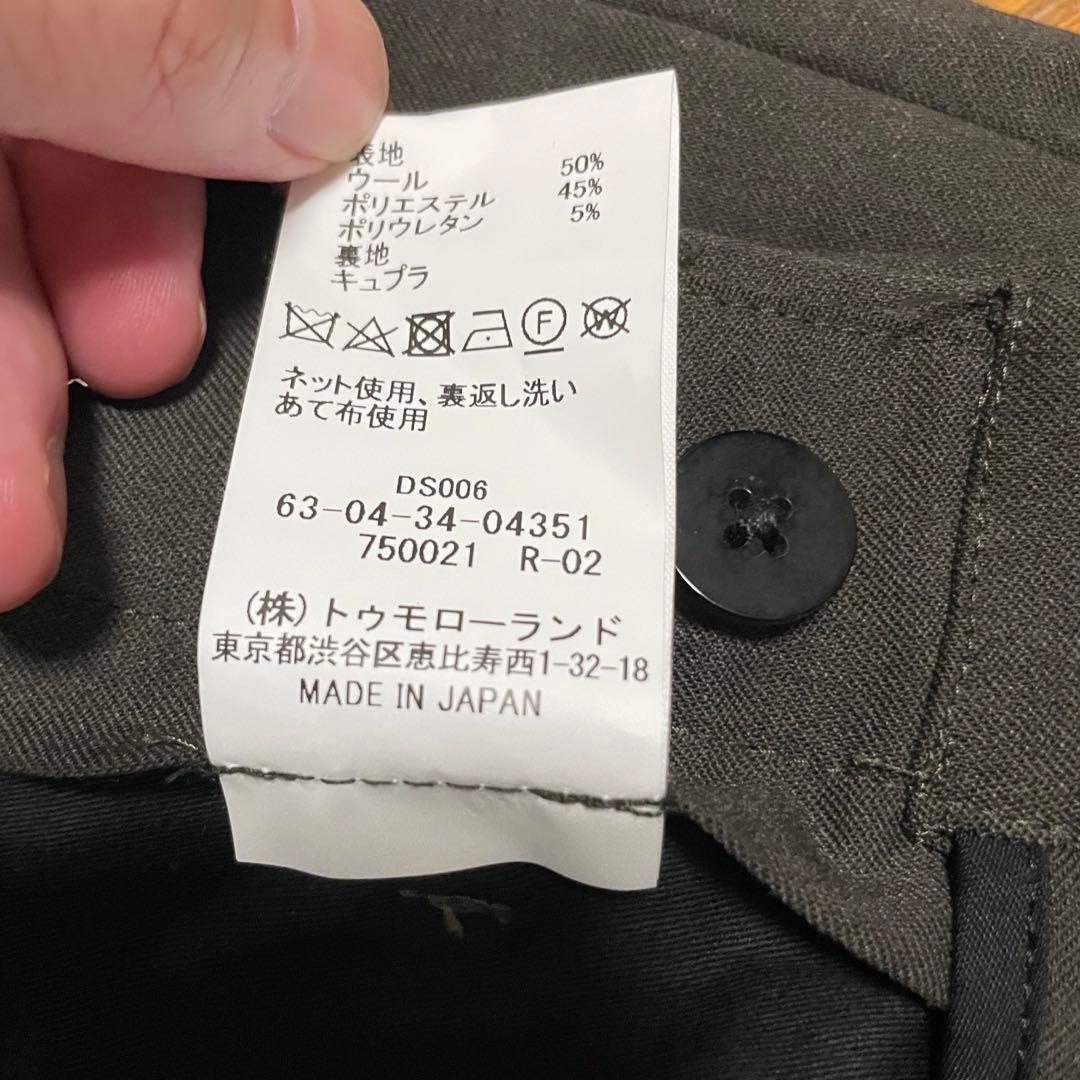 表地
ウール 50%
ポリエステル 45%
ポリウレタン 5%
裏地
キュプラ
F W
ネット使用、裏返し洗い
あて布使用
DS006
63-04-34-04351
750021 R-02
(株)トゥモローランド
東京都渋谷区恵比寿西1-32-18
MADE IN JAPAN